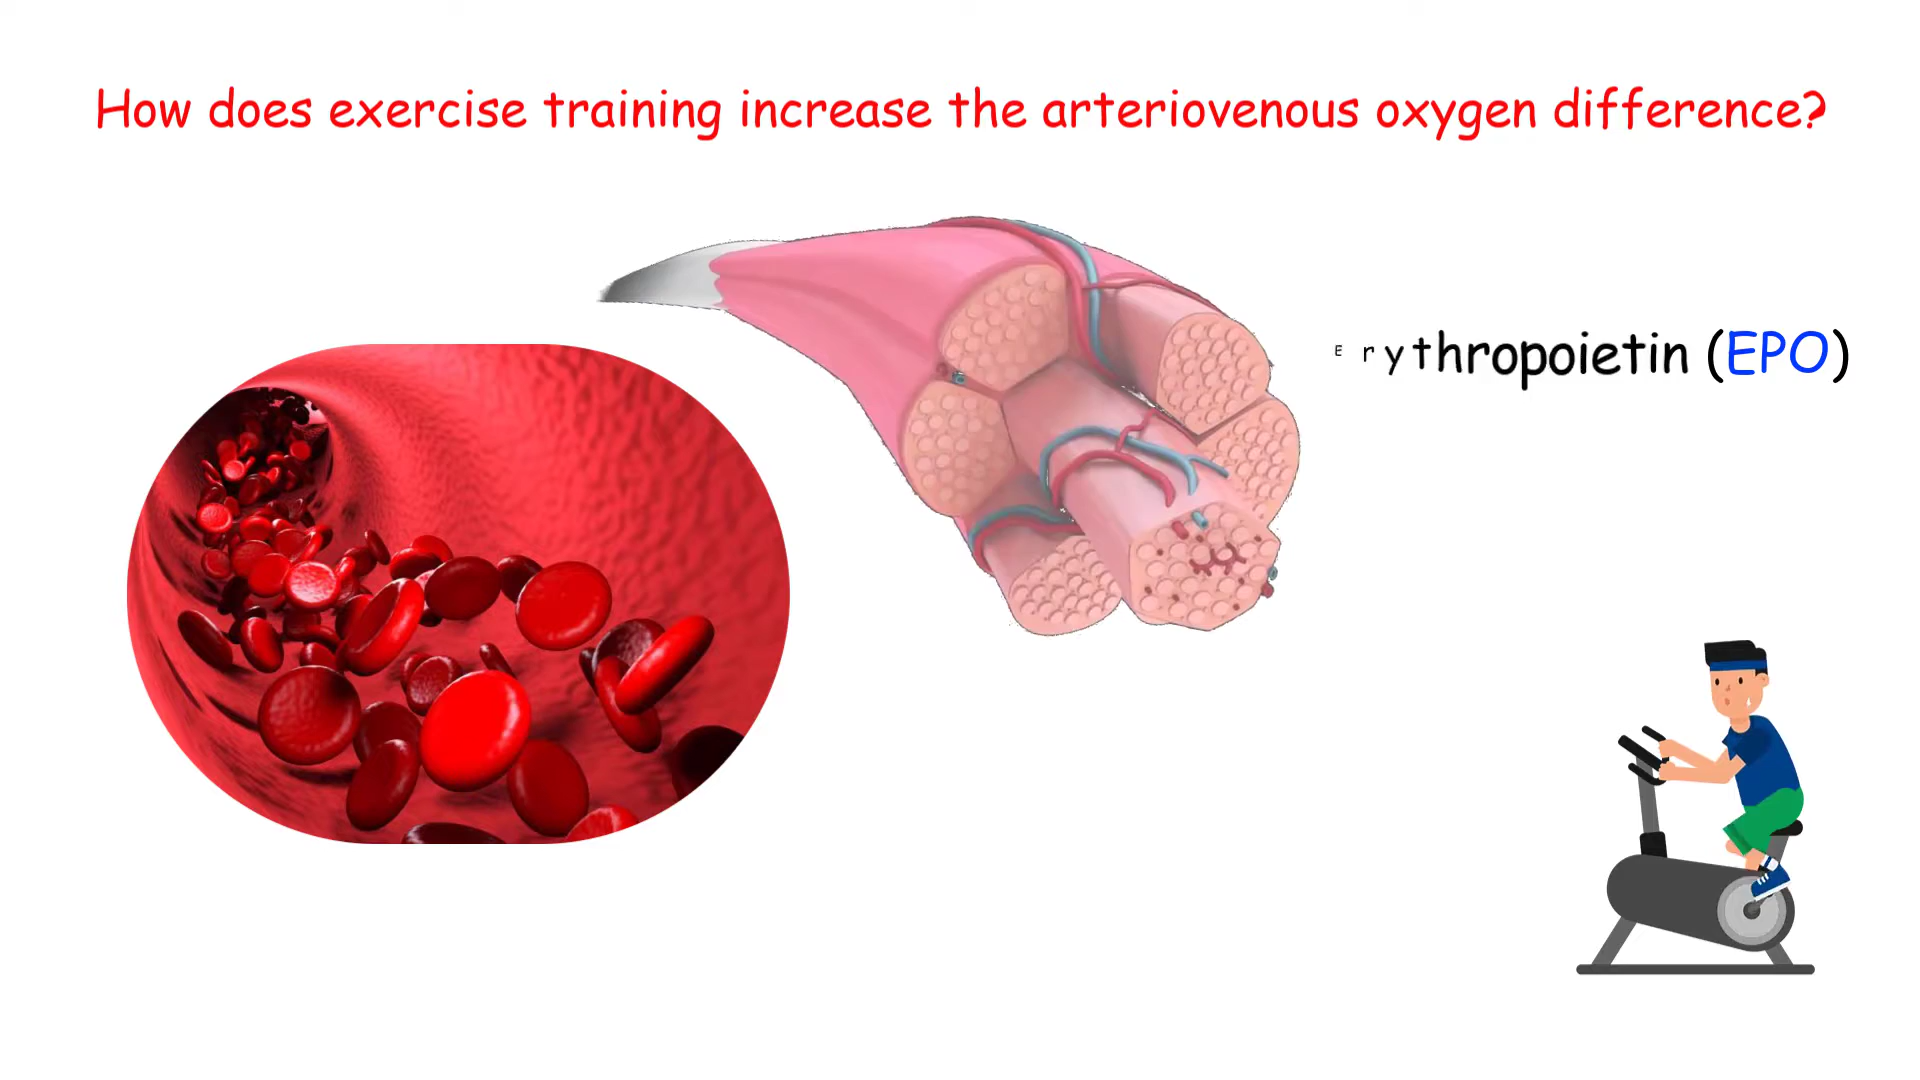 How does exercise training increase the arteriovenous oxygen difference?
Erythropoietin (EPO)